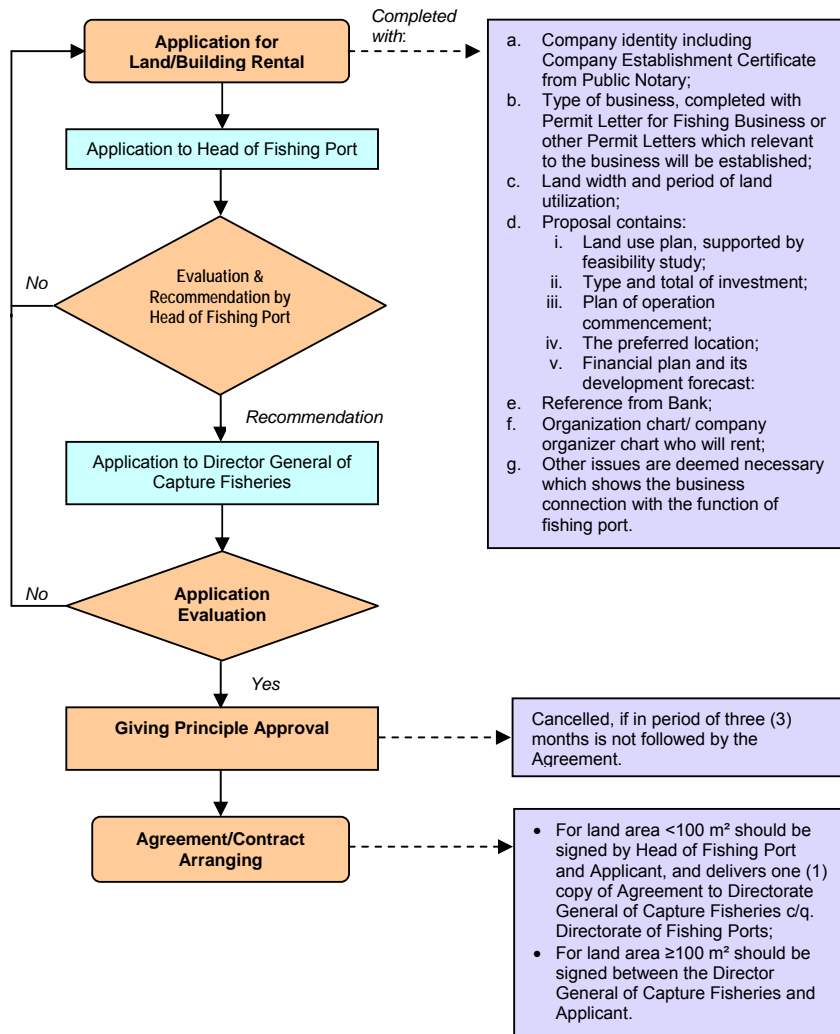 Application for
Land/Building Rental
Completed
with:
a. Company identity including
Company Establishment Certificate
from Public Notary;
b. Type of business, completed with
Permit Letter for Fishing Business or
other Permit Letters which relevant
to the business will be established;
c. Land width and period of land
utilization;
d. Proposal contains:
i. Land use plan, supported by
feasibility study;
ii. Type and total of investment;
iii. Plan of operation
commencement;
iv. The preferred location;
v. Financial plan and its
development forecast:
e. Reference from Bank;
f. Organization chart/ company
organizer chart who will rent;
g. Other issues are deemed necessary
which shows the business
connection with the function of
fishing port.
Application to Head of Fishing Port
No
Evaluation &
Recommendation by
Head of Fishing Port
Recommendation
Application to Director General of
Capture Fisheries
No
Application
Evaluation
Yes
Giving Principle Approval
Cancelled, if in period of three (3)
months is not followed by the
Agreement.
Agreement/Contract
Arranging
• For land area <100 m² should be
signed by Head of Fishing Port
and Applicant, and delivers one (1)
copy of Agreement to Directorate
General of Capture Fisheries c/q.
Directorate of Fishing Ports;
• For land area ≥100 m² should be
signed between the Director
General of Capture Fisheries and
Applicant.